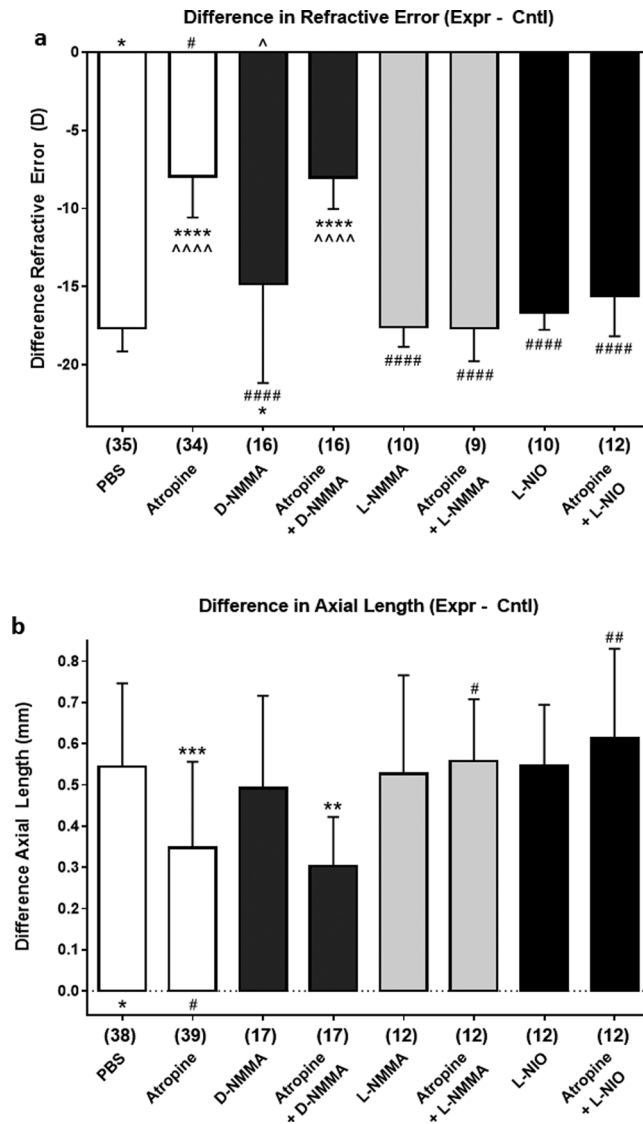 Difference in Refractive Error (Expr - Cntl)
a
* # ^
Difference Refractive Error (D)
0
-5
-10
-15
-20
****
^^^^
####
*
****
^^^^
####
####
####
####
(35) (34) (16) (16) (10) (9) (10) (12)
PBS
Atropine
D-NMMA
Atropine
+ D-NMMA
L-NMMA
Atropine
+ L-NMMA
L-NIO
Atropine
+ L-NIO
Difference in Axial Length (Expr - Cntl)
b
Difference Axial Length (mm)
0.8
0.7
0.6
0.5
0.4
0.3
0.2
0.1
0.0
***
**
#
##
* #
(38) (39) (17) (17) (12) (12) (12) (12)
PBS
Atropine
D-NMMA
Atropine
+ D-NMMA
L-NMMA
Atropine
+ L-NMMA
L-NIO
Atropine
+ L-NIO